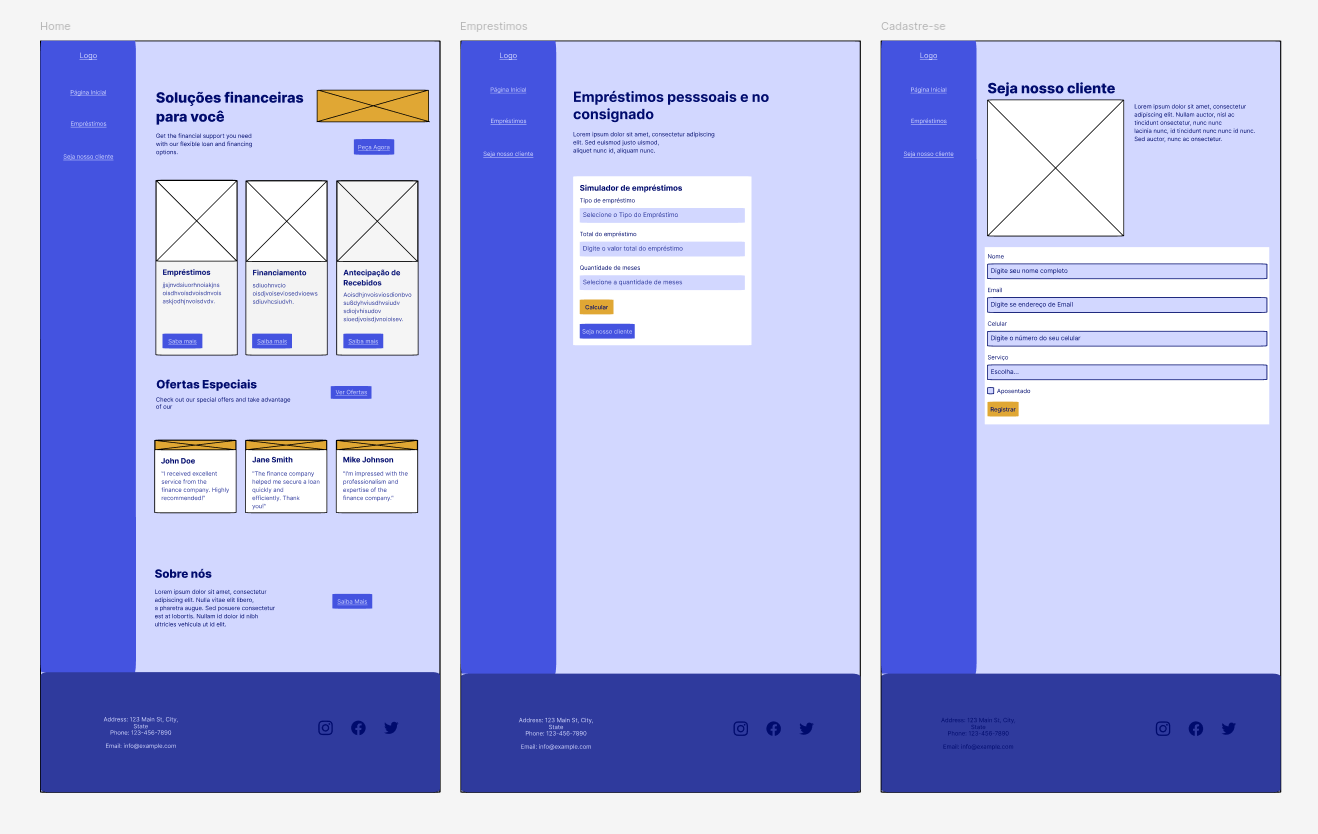 Home
Logo
Página Inicial
Empréstimos
Seja nosso cliente
Soluções financeiras
para você
Get the financial support you need
with our flexible loan and financing
options.
Peça Agora
Empréstimos
Saiba mais
Financiamento
sdiuohnvcio
oisdjvoiseviosedvioews
sdiuvhcsiudvh.
Saiba mais
Antecipação de
Recebidos
sdiojvhisudov
sioedjvoisdjvnoioisev.
Saiba mais
Ofertas Especiais
Check out our special offers and take advantage
of our
Ver Ofertas
John Doe
"I received excellent
service from the
finance company. Highly
recommended!"
Jane Smith
"The finance company
helped me secure a loan
quickly and
efficiently. Thank
you!"
Mike Johnson
"I'm impressed with the
professionalism and
expertise of the
finance company."
Sobre nós
Lorem ipsum dolor sit amet, consectetur
adipiscing elit. Nulla vitae elit libero,
a pharetra augue. Sed posuere consectetur
est at lobortis. Nullam id dolor id nibh
ultricies vehicula ut id elit.
Saiba Mais
Address: 123 Main St, City,
State
Phone: 123-456-7890
Email: info@example.com
Emprestimos
Logo
Página Inicial
Empréstimos
Seja nosso cliente
Empréstimos pesssoais e no
consignado
Lorem ipsum dolor sit amet, consectetur adipiscing
elit. Sed euismod justo uismod,
aliquet nunc id, aliquam nunc.
Simulador de empréstimos
Tipo de empréstimo
Selecione o Tipo do Empréstimo
Total do empréstimo
Digite o valor total do empréstimo
Quantidade de meses
Selecione a quantidade de meses
Calcular
Seja nosso cliente
Address: 123 Main St, City,
State
Phone: 123-456-7890
Email: info@example.com
Cadastre-se
Logo
Página Inicial
Empréstimos
Seja nosso cliente
Seja nosso cliente
Lorem ipsum dolor sit amet, consectetur
adipiscing elit. Nullam auctor, nisl ac
tincidunt onsectetur, nunc nunc
lacinia nunc, id tincidunt nunc nunc id nunc.
Sed auctor, nunc ac onsectetur.
Nome
Digite seu nome completo
Email
Digite se endereço de Email
Celular
Digite o número do seu celular
Serviço
Escolha...
Aposentado
Registrar
Address: 123 Main St, City,
State
Phone: 123-456-7890
Email: info@example.com